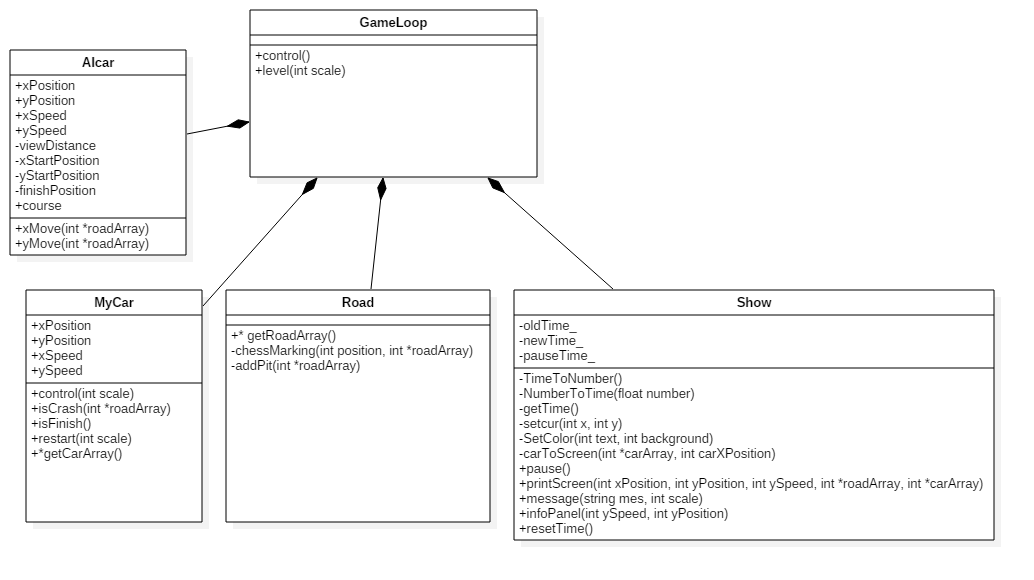 GameLoop
+control()
+level(int scale)
AIcar
+xPosition
+yPosition
+xSpeed
+ySpeed
-viewDistance
-xStartPosition
-yStartPosition
-finishPosition
+course
+xMove(int *roadArray)
+yMove(int *roadArray)
MyCar
+xPosition
+yPosition
+xSpeed
+ySpeed
+control(int scale)
+isCrash(int *roadArray)
+isFinish()
+restart(int scale)
+*getCarArray()
Road
+* getRoadArray()
-chessMarking(int position, int *roadArray)
-addPit(int *roadArray)
Show
-oldTime_
-newTime_
-pauseTime_
-TimeToNumber()
-NumberToTime(float number)
-getTime()
-setcur(int x, int y)
-SetColor(int text, int background)
-carToScreen(int *carArray, int carXPosition)
+pause()
+printScreen(int xPosition, int yPosition, int ySpeed, int *roadArray, int *carArray)
+message(string mes, int scale)
+infoPanel(int ySpeed, int yPosition)
+resetTime()